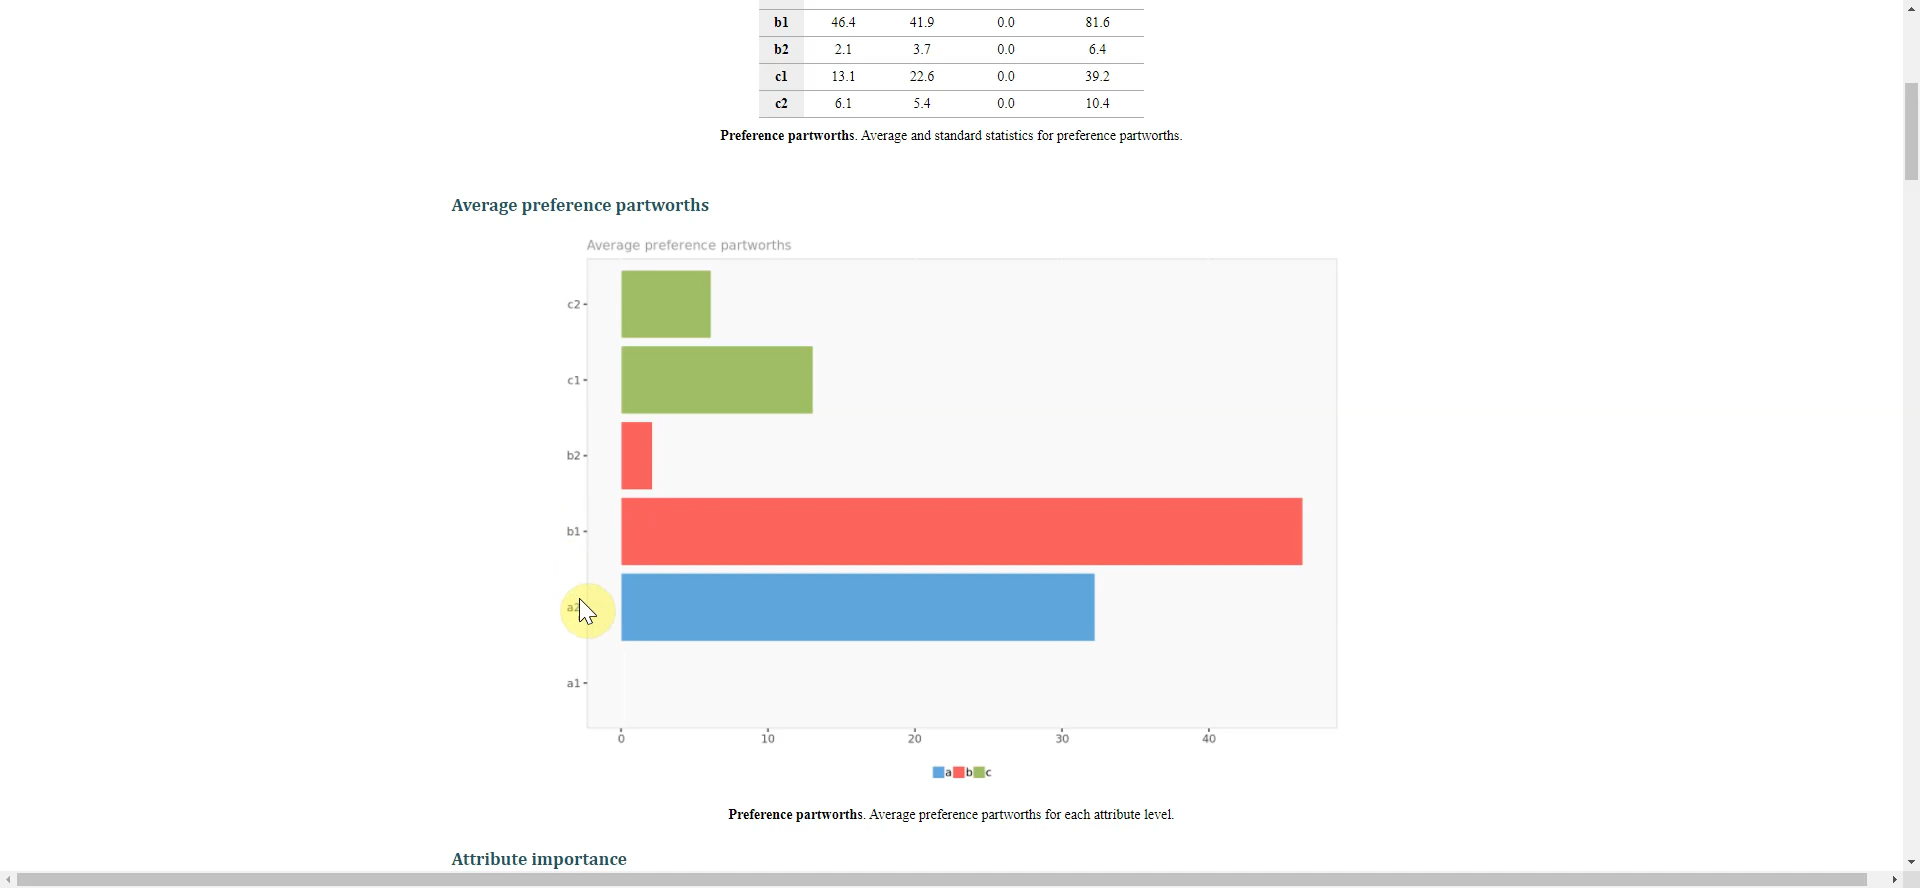 b1 46.4 41.9 0.0 81.6
b2 2.1 3.7 0.0 6.4
c1 13.1 22.6 0.0 39.2
c2 6.1 5.4 0.0 10.4
Preference partworths. Average and standard statistics for preference partworths.
Average preference partworths
Average preference partworths
c2
c1
b2
b1
a2
a1
0 10 20 30 40
a b c
Preference partworths. Average preference partworths for each attribute level.
Attribute importance